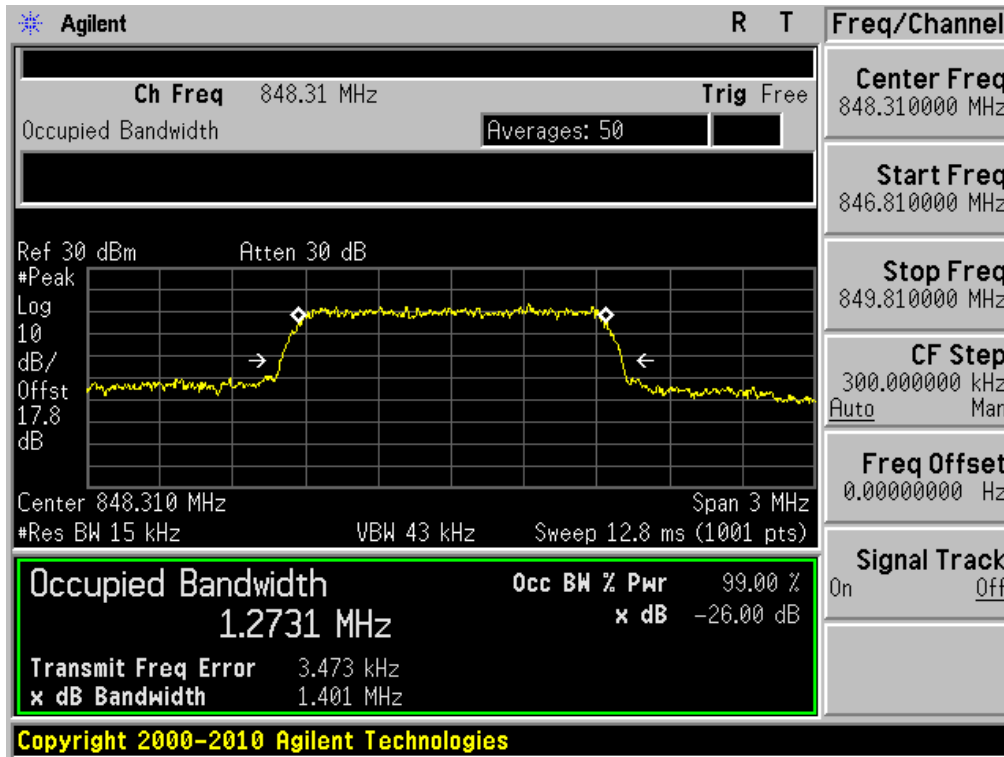 Agilent R T Freq/Channel
Ch Freq 848.31 MHz Trig Free
Occupied Bandwidth Averages: 50
Center Freq
848.310000 MHz
Start Freq
846.810000 MHz
Stop Freq
849.810000 MHz
CF Step
300.000000 kHz
Auto Man
Freq Offset
0.00000000 Hz
Signal Track
On Off
Ref 30 dBm Atten 30 dB
#Peak
Log
10
dB/
Offst
17.8
dB
Center 848.310 MHz Span 3 MHz
#Res BW 15 kHz VBW 43 kHz Sweep 12.8 ms (1001 pts)
Occupied Bandwidth Occ BW % Pwr 99.00 %
1.2731 MHz x dB -26.00 dB
Transmit Freq Error 3.473 kHz
x dB Bandwidth 1.401 MHz
Copyright 2000-2010 Agilent Technologies